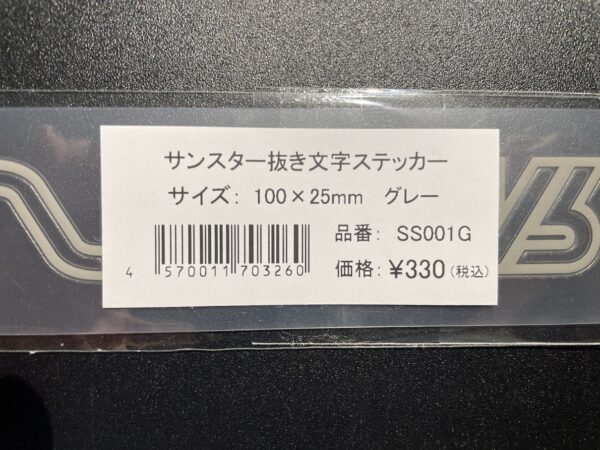 サンスター抜き文字ステッカー
サイズ: 100×25mm グレー
品番: SS001G
価格: ¥330(税込)
4 570011 703260